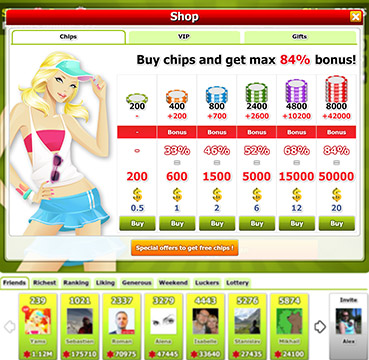 Shop
Chips VIP Gifts
Buy chips and get max 84% bonus!
200 400 800 2400 4800 8000
- +200 +700 +2600 +10200 +42000
- Bonus Bonus Bonus Bonus Bonus
- 33% 46% 52% 68% 84%
= = = = =
200 600 1500 5000 15000 50000
0.5 1 2 6 12 20
Buy Buy Buy Buy Buy Buy
Special offers to get free chips !
Friends Richest Ranking Liking Generous Weekend Luckers Lottery
239 1021 2337 3279 4443 5276 5874 Invite
Yams Sebastien Roman Alena Isabelle Stanislav Mikhail Alex
1.12M 175710 70975 47445 33640 27435 24100